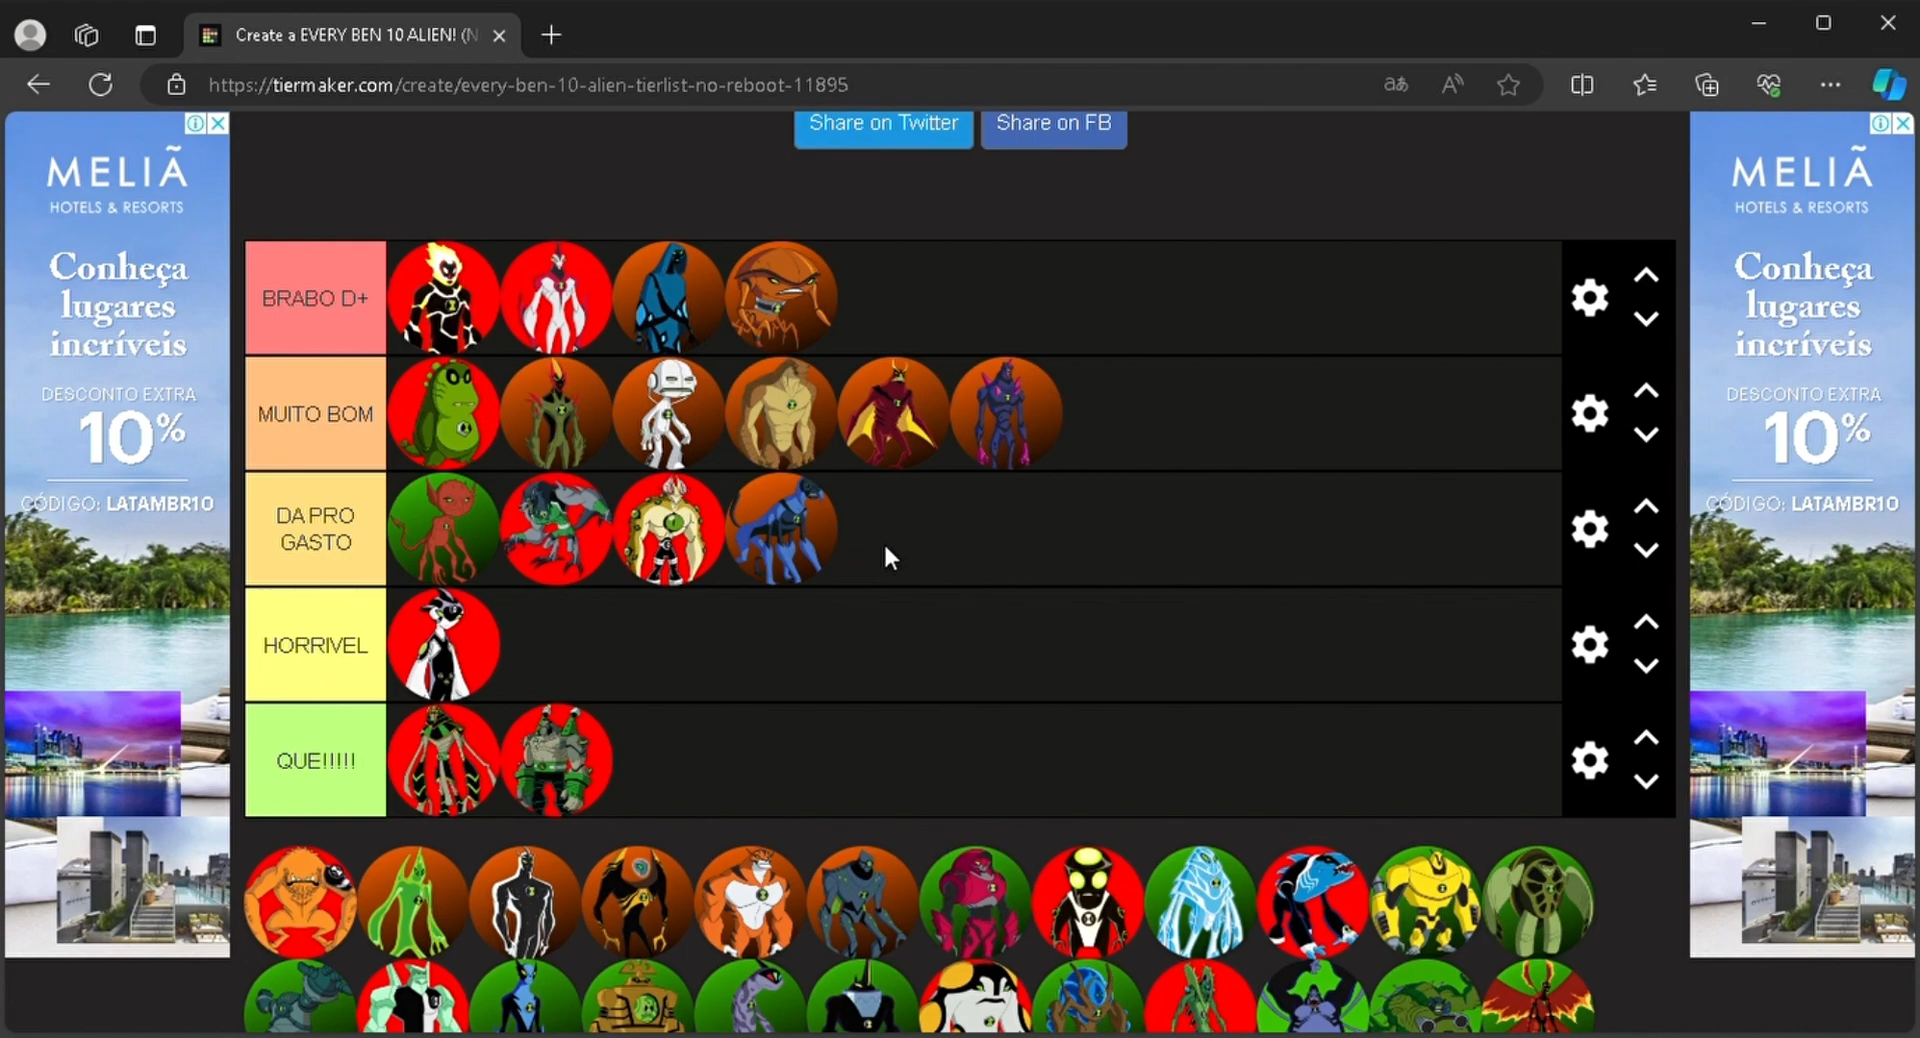 Create a EVERY BEN 10 ALIEN! (N
https://tiermaker.com/create/every-ben-10-alien-tierlist-no-reboot-11895
Share on Twitter
Share on FB
MELIÃ
HOTELS & RESORTS
Conheça
lugares
incríveis
DESCONTO EXTRA
10%
CÓDIGO: LATAMBR10
BRABO D+
MUITO BOM
DA PRO
GASTO
HORRIVEL
QUE!!!!!
MELIÃ
HOTELS & RESORTS
Conheça
lugares
incríveis
DESCONTO EXTRA
10%
CÓDIGO: LATAMBR10